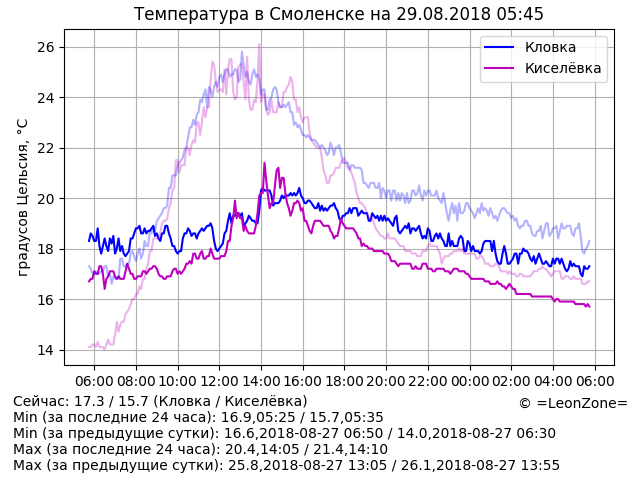 Температура в Смоленске на 29.08.2018 05:45
градусов Цельсия, °C
26
24
22
20
18
16
14
Кловка
Киселёвка
06:00 08:00 10:00 12:00 14:00 16:00 18:00 20:00 22:00 00:00 02:00 04:00 06:00
Сейчас: 17.3 / 15.7 (Кловка / Киселёвка)
© =LeonZone=
Min (за последние 24 часа): 16.9,05:25 / 15.7,05:35
Min (за предыдущие сутки): 16.6,2018-08-27 06:50 / 14.0,2018-08-27 06:30
Max (за последние 24 часа): 20.4,14:05 / 21.4,14:10
Max (за предыдущие сутки): 25.8,2018-08-27 13:05 / 26.1,2018-08-27 13:55